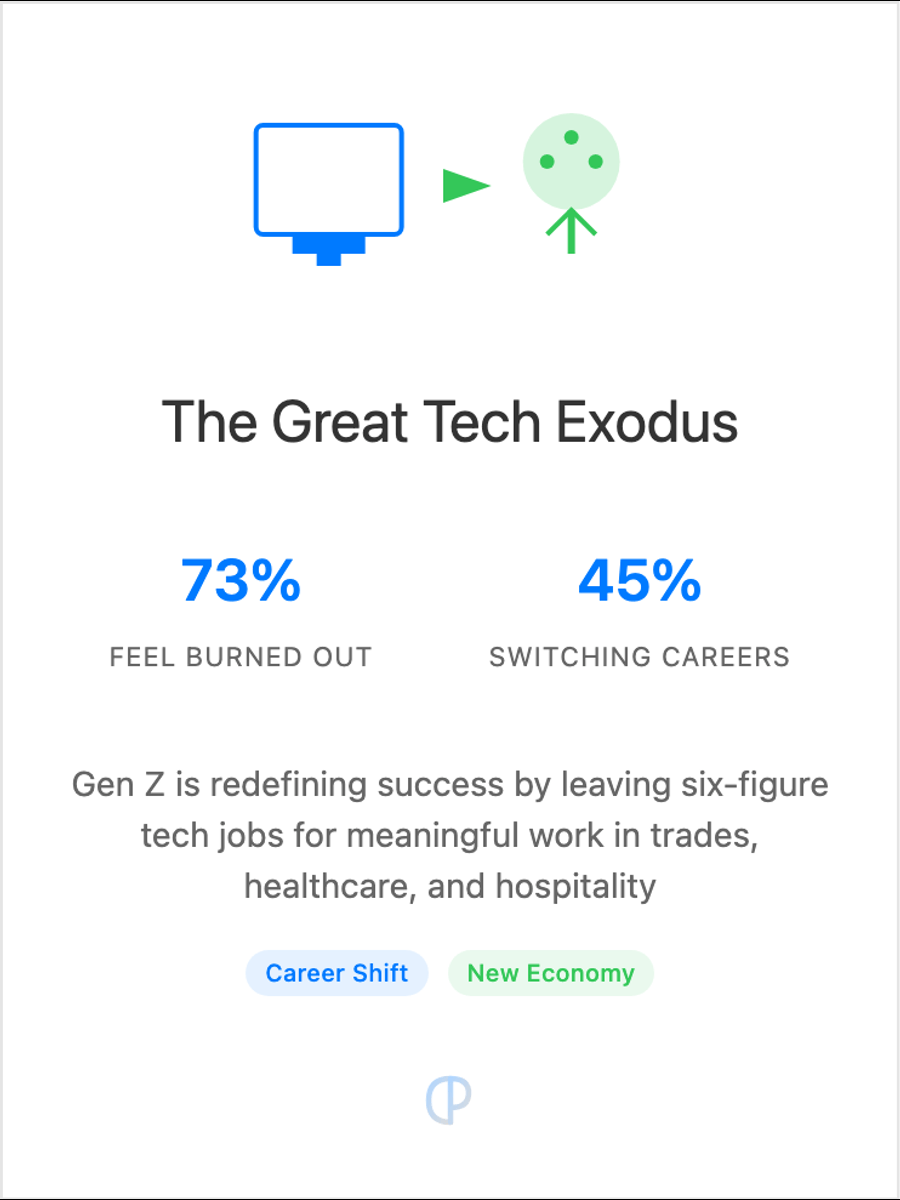 The Great Tech Exodus
73%
FEEL BURNED OUT
45%
SWITCHING CAREERS
Gen Z is redefining success by leaving six-figure
tech jobs for meaningful work in trades,
healthcare, and hospitality
Career Shift
New Economy